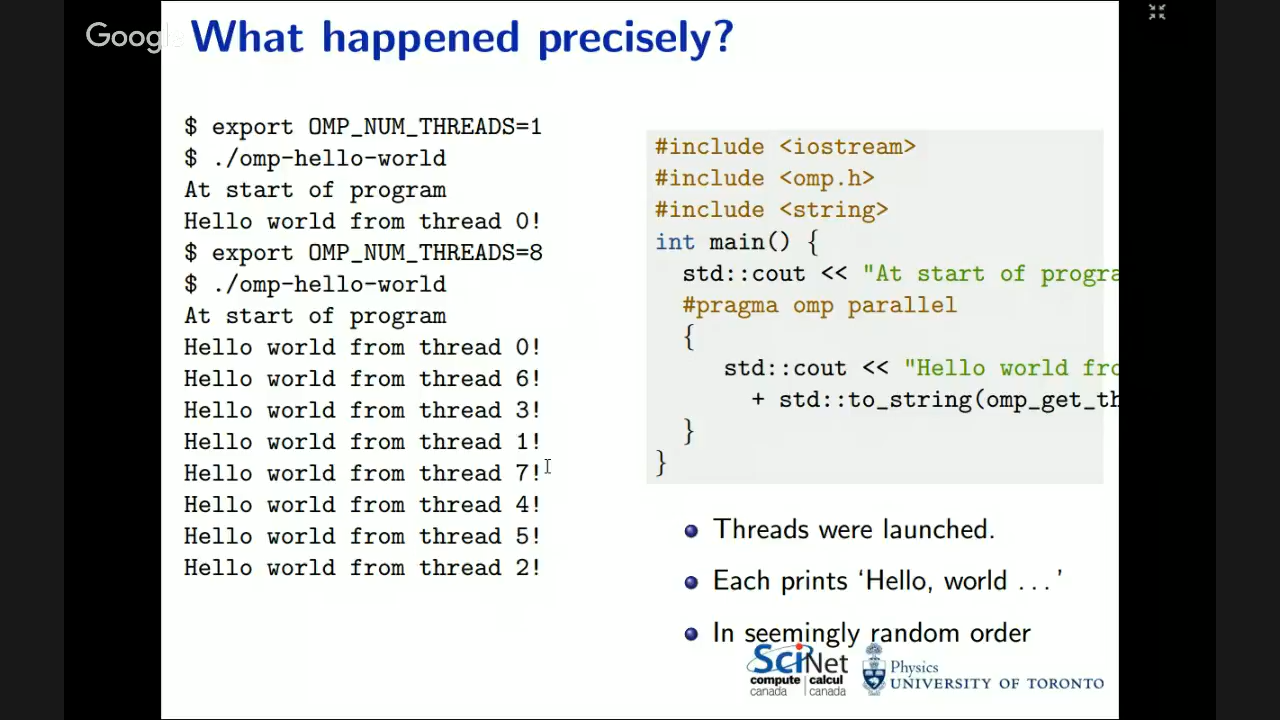 Google
What happened precisely?
$ export OMP_NUM_THREADS=1
$ ./omp-hello-world
At start of program
Hello world from thread 0!
$ export OMP_NUM_THREADS=8
$ ./omp-hello-world
At start of program
Hello world from thread 0!
Hello world from thread 6!
Hello world from thread 3!
Hello world from thread 1!
Hello world from thread 7!
Hello world from thread 4!
Hello world from thread 5!
Hello world from thread 2!
#include <iostream>
#include <omp.h>
#include <string>
int main() {
std::cout << "At start of progra
#pragma omp parallel
{
std::cout << "Hello world fro
+ std::to_string(omp_get_th
}
}
• Threads were launched.
• Each prints ‘Hello, world ...’
• In seemingly random order
SciNet
compute | calcul
canada | canada
Physics
UNIVERSITY OF TORONTO